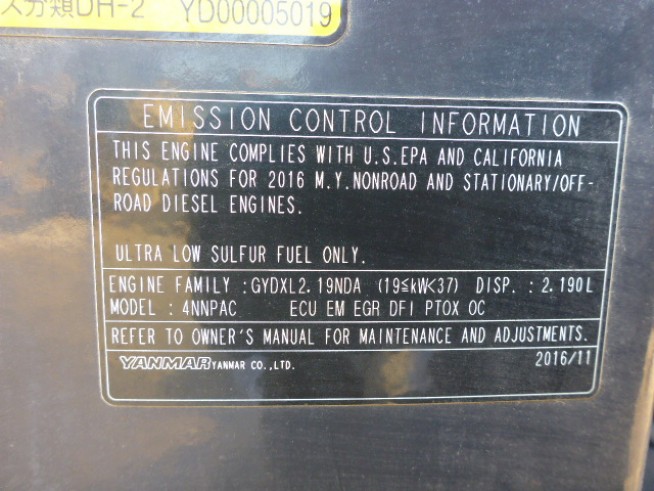 ス分類DH-2 YD00005019
EMISSION CONTROL INFORMATION
THIS ENGINE COMPLIES WITH U.S.EPA AND CALIFORNIA
REGULATIONS FOR 2016 M.Y.NONROAD AND STATIONARY/OFF-
ROAD DIESEL ENGINES.
ULTRA LOW SULFUR FUEL ONLY.
ENGINE FAMILY :GYDXL2.19NDA (19≦kW<37) DISP. : 2.190L
MODEL : 4NNPAC ECU EM EGR DFI PTOX OC
REFER TO OWNER'S MANUAL FOR MAINTENANCE AND ADJUSTMENTS.
YANMAR YANMAR CO.,LTD. 2016/11